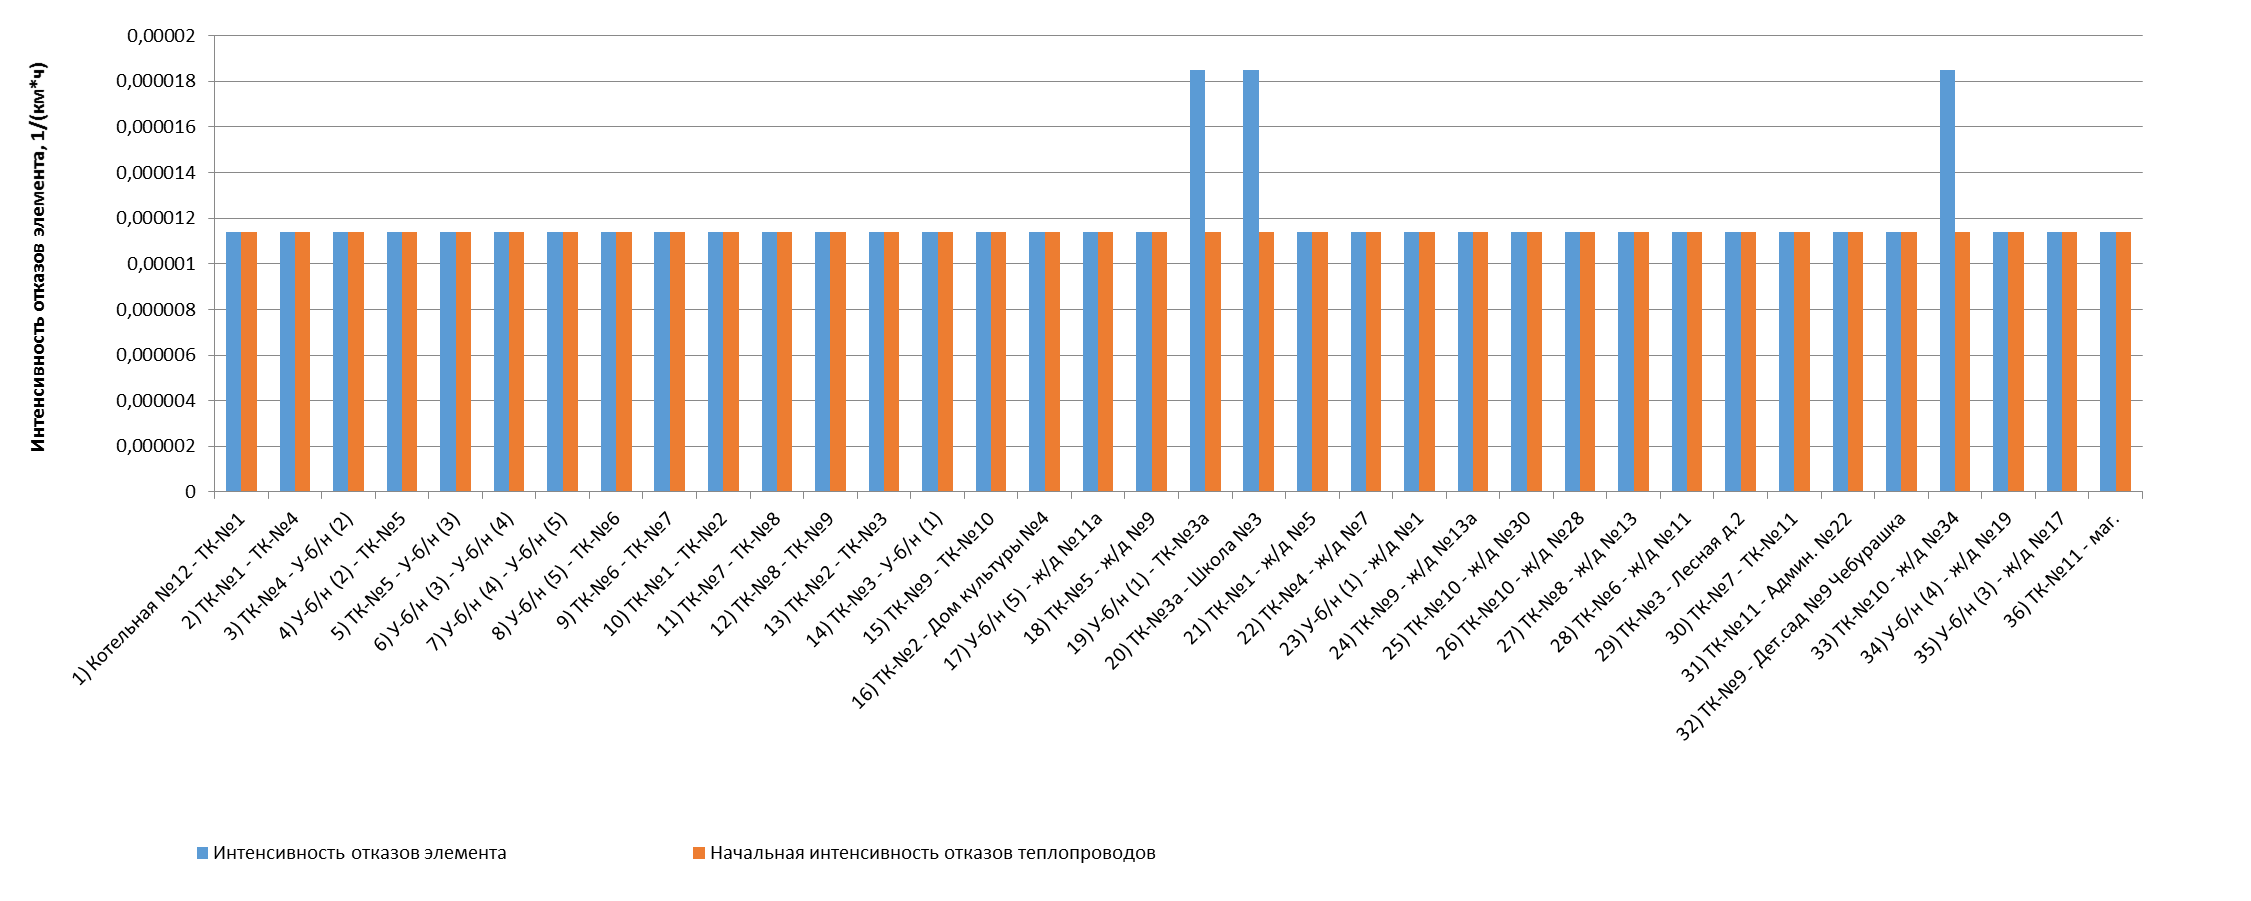 Интенсивность отказов элемента, 1/(км*ч)
0,00002
0,000018
0,000016
0,000014
0,000012
0,00001
0,000008
0,000006
0,000004
0,000002
0
1) Котельная №12 - ТК-№1
2) ТК-№1 - ТК-№4
3) ТК-№4 - У-б/н (2)
4) У-б/н (2) - ТК-№5
5) ТК-№5 - У-б/н (3)
6) У-б/н (3) - У-б/н (4)
7) У-б/н (4) - У-б/н (5)
8) У-б/н (5) - ТК-№6
9) ТК-№6 - ТК-№7
10) ТК-№1 - ТК-№2
11) ТК-№7 - ТК-№8
12) ТК-№8 - ТК-№9
13) ТК-№2 - ТК-№3
14) ТК-№3 - У-б/н (1)
15) ТК-№9 - ТК-№10
16) ТК-№2 - Дом культуры №4
17) У-б/н (5) - ж/д №11а
18) ТК-№5 - ж/д №9
19) У-б/н (1) - ТК-№3а
20) ТК-№3а - Школа №3
21) ТК-№1 - ж/д №5
22) ТК-№4 - ж/д №7
23) У-б/н (1) - ж/д №1
24) ТК-№9 - ж/д №13а
25) ТК-№10 - ж/д №30
26) ТК-№10 - ж/д №28
27) ТК-№8 - ж/д №13
28) ТК-№6 - ж/д №11
29) ТК-№3 - Лесная д.2
30) ТК-№7 - ТК-№11
31) ТК-№11 - Админ. №22
32) ТК-№9 - Дет.сад №9 Чебурашка
33) ТК-№10 - ж/д №34
34) У-б/н (4) - ж/д №19
35) У-б/н (3) - ж/д №17
36) ТК-№11 - маг.
Интенсивность отказов элемента
Начальная интенсивность отказов теплопроводов